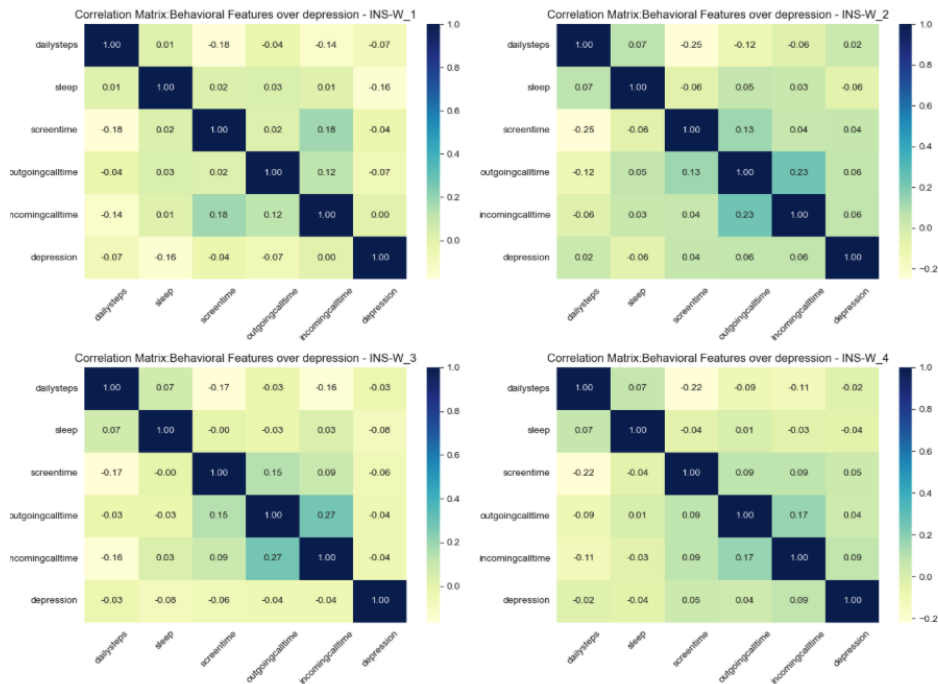 Correlation Matrix:Behavioral Features over depression - INS-W_1
dailysteps 1.00 0.01 -0.18 -0.04 -0.14 -0.07
sleep 0.01 1.00 0.02 0.03 0.01 -0.16
screentime -0.18 0.02 1.00 0.02 0.18 -0.04
outgoingcalltime -0.04 0.03 0.02 1.00 0.12 -0.07
incomingcalltime -0.14 0.01 0.18 0.12 1.00 0.00
depression -0.07 -0.16 -0.04 -0.07 0.00 1.00
dailysteps sleep screentime outgoingcalltime incomingcalltime depression
1.0
0.8
0.6
0.4
0.2
0.0
Correlation Matrix:Behavioral Features over depression - INS-W_2
dailysteps 1.00 0.07 -0.25 -0.12 -0.06 0.02
sleep 0.07 1.00 -0.06 0.05 0.03 -0.06
screentime -0.25 -0.06 1.00 0.13 0.04 0.04
outgoingcalltime -0.12 0.05 0.13 1.00 0.23 0.06
incomingcalltime -0.06 0.03 0.04 0.23 1.00 0.06
depression 0.02 -0.06 0.04 0.06 0.06 1.00
dailysteps sleep screentime outgoingcalltime incomingcalltime depression
1.0
0.8
0.6
0.4
0.2
0.0
−0.2
Correlation Matrix:Behavioral Features over depression - INS-W_3
dailysteps 1.00 0.07 -0.17 -0.03 -0.16 -0.03
sleep 0.07 1.00 -0.00 -0.03 0.03 -0.08
screentime -0.17 -0.00 1.00 0.15 0.09 -0.06
outgoingcalltime -0.03 -0.03 0.15 1.00 0.27 -0.04
incomingcalltime -0.16 0.03 0.09 0.27 1.00 -0.04
depression -0.03 -0.08 -0.06 -0.04 -0.04 1.00
dailysteps sleep screentime outgoingcalltime incomingcalltime depression
1.0
0.8
0.6
0.4
0.2
0.0
Correlation Matrix:Behavioral Features over depression - INS-W_4
dailysteps 1.00 0.07 -0.22 -0.09 -0.11 -0.02
sleep 0.07 1.00 -0.04 0.01 -0.03 -0.04
screentime -0.22 -0.04 1.00 0.09 0.09 0.05
outgoingcalltime -0.09 0.01 0.09 1.00 0.17 0.04
incomingcalltime -0.11 -0.03 0.09 0.17 1.00 0.09
depression -0.02 -0.04 0.05 0.04 0.09 1.00
dailysteps sleep screentime outgoingcalltime incomingcalltime depression
1.0
0.8
0.6
0.4
0.2
0.0
−0.2